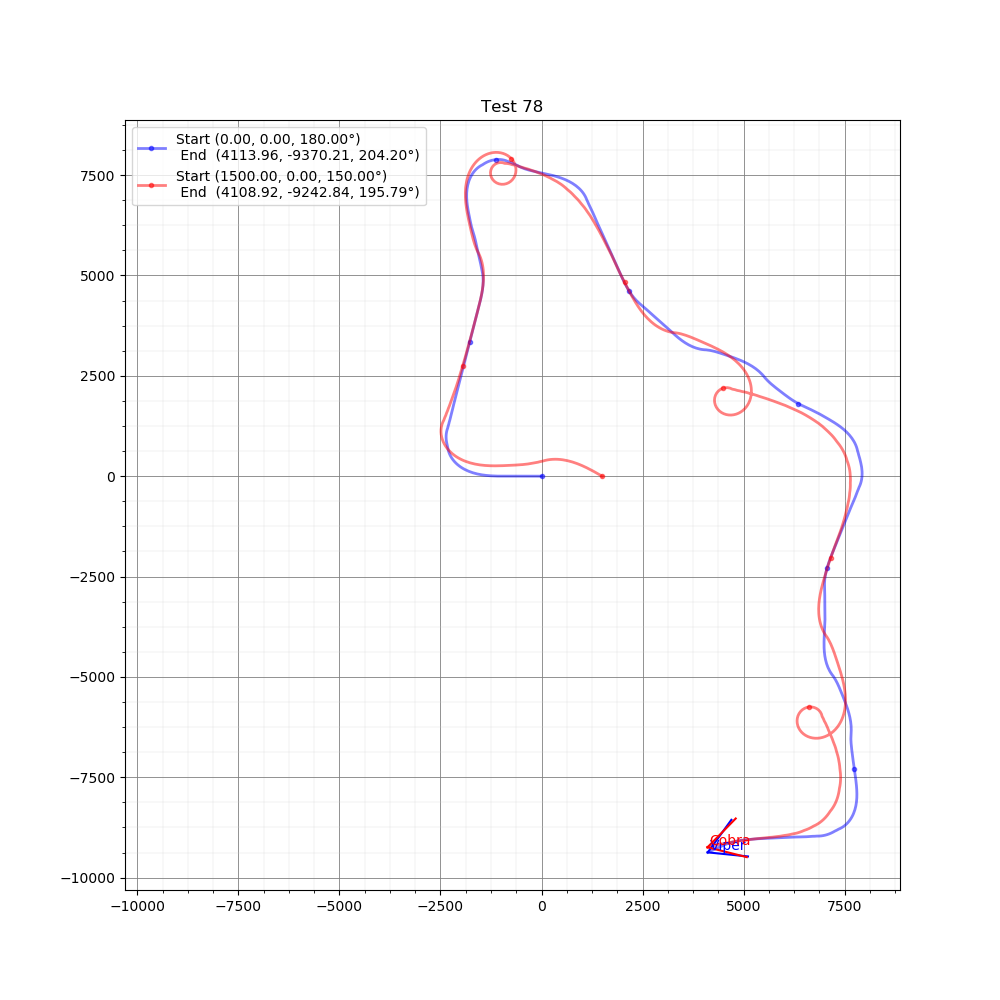 Test 78
Start (0.00, 0.00, 180.00°)
End (4113.96, -9370.21, 204.20°)
Start (1500.00, 0.00, 150.00°)
End (4108.92, -9242.84, 195.79°)
7500
5000
2500
0
−2500
−5000
−7500
−10000
Cobra
Viper
−10000 −7500 −5000 −2500 0 2500 5000 7500